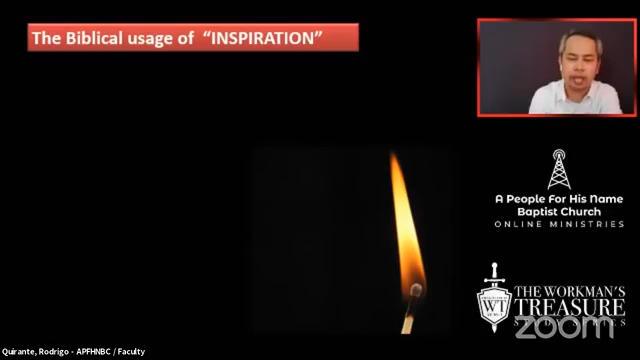 The Biblical usage of “INSPIRATION”
A People For His Name
Baptist Church
ONLINE MINISTRIES
WT
THE WORKMAN'S
TREASURE
zoom
Quirante, Rodrigo - APFHNBC / Faculty